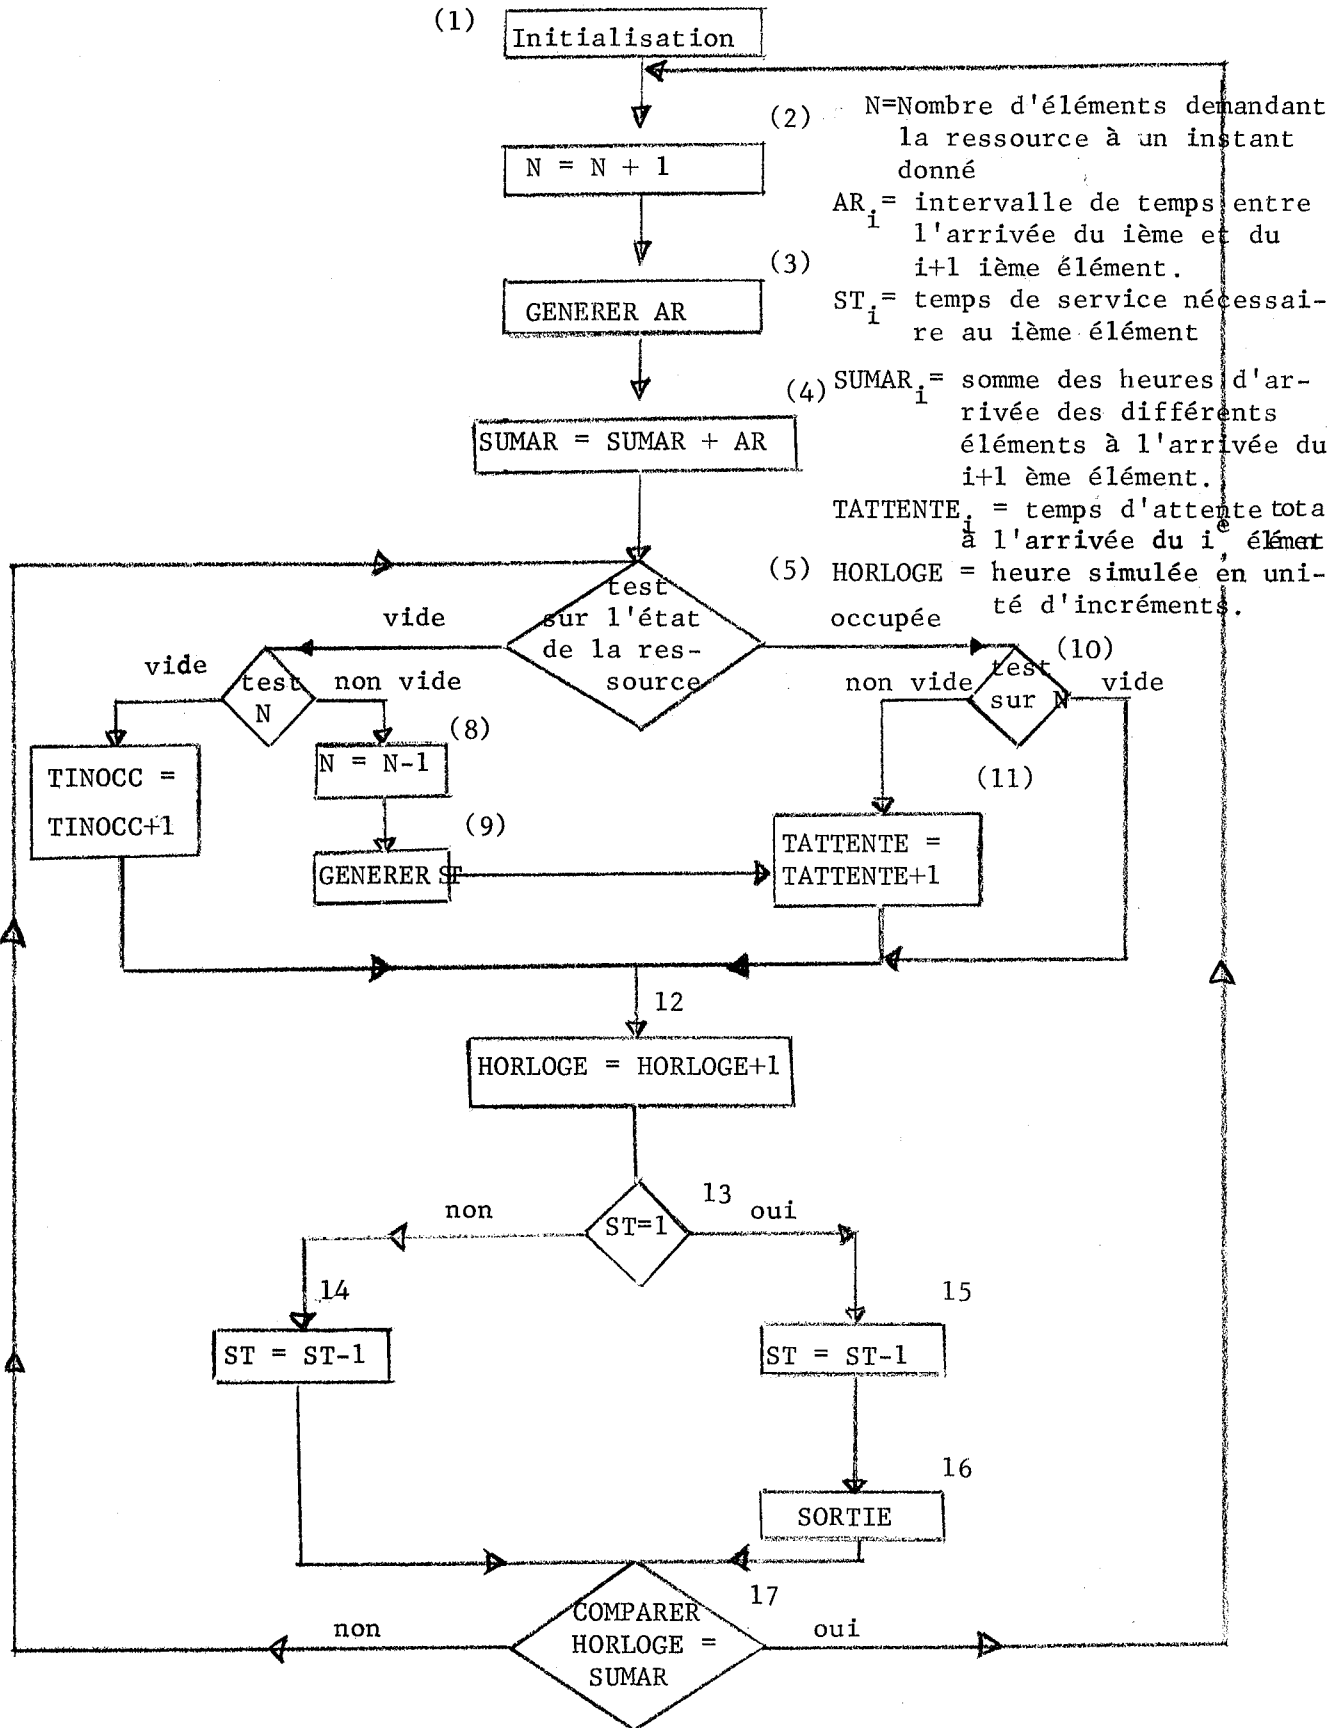 (1)
Initialisation
(2)
N = N + 1
(3)
GENERER AR
(4)
SUMAR = SUMAR + AR
N=Nombre d'éléments demandant
la ressource à un instant
donné
AR i = intervalle de temps entre
l'arrivée du ième et du
i+1 ième élément.
ST i = temps de service nécessai-
re au ième élément
SUMAR i = somme des heures d'ar-
rivée des différents
éléments à l'arrivée du
i+1 ème élément.
TATTENTE i = temps d'attente tota
à l'arrivée du i e élément
HORLOGE = heure simulée en uni-
té d'incréments.
(5)
test
sur l'état
de la res-
source
vide
occupée
vide
test
N
non vide
(10)
non vide
test
sur N
vide
TINOCC =
TINOCC+1
(8)
N = N-1
(9)
GENERER ST
(11)
TATTENTE =
TATTENTE+1
12
HORLOGE = HORLOGE+1
13
non
ST=1
oui
14
ST = ST-1
15
ST = ST-1
16
SORTIE
17
non
COMPARER
HORLOGE =
SUMAR
oui